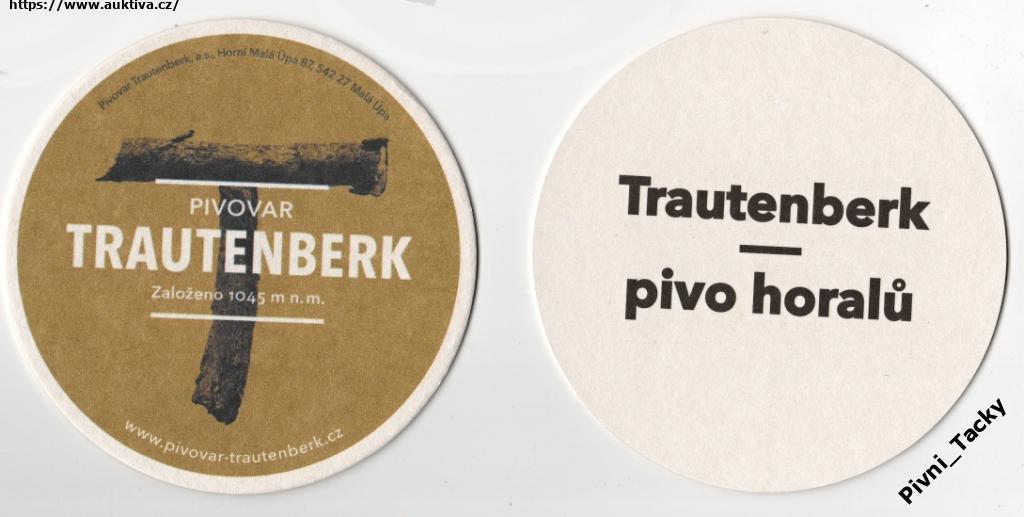 https://www.auktiva.cz/
Pivovar Trautenberk, a.s., Horní Malá Úpa 87, 542 27 Malá Úpa
PIVOVAR
TRAUTENBERK
Založeno 1045 m n.m.
www.pivovar-trautenberk.cz
Trautenberk
pivo horalů
Pivni_Tacky